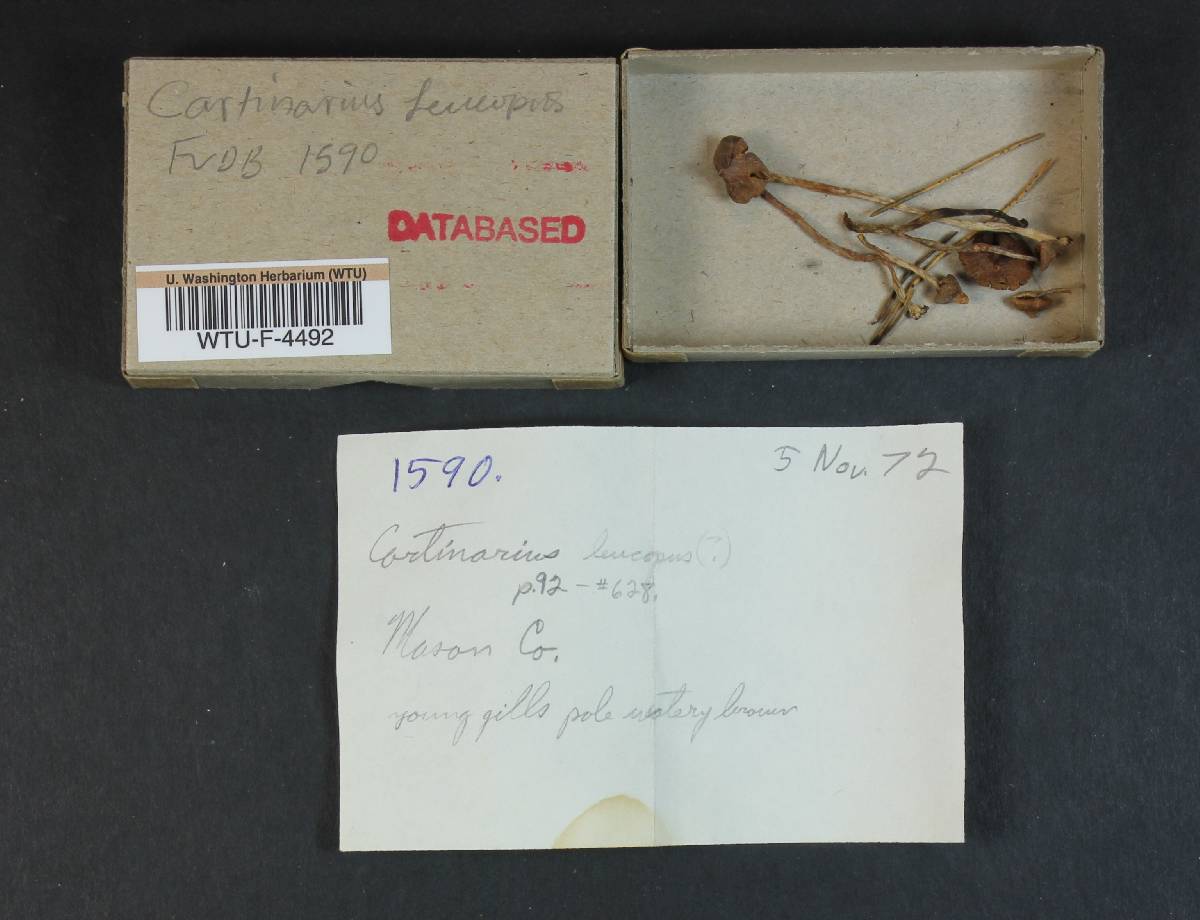 Cortinarius leucopus
FVDB 1590
DATABASED
U. Washington Herbarium (WTU)
WTU-F-4492
1590.
5 Nov. 72
Cortinarius leucopus (?)
p.92 - #628.
Mason Co.
young gills pale watery brown